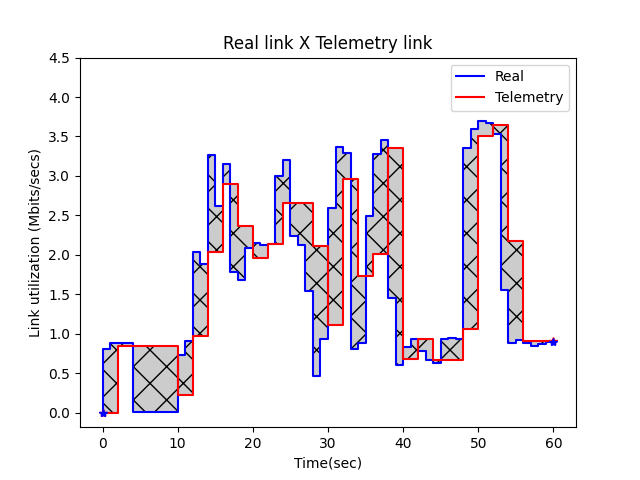 Real link X Telemetry link
Real
Telemetry
Link utilization (Mbits/secs)
4.5
4.0
3.5
3.0
2.5
2.0
1.5
1.0
0.5
0.0
0 10 20 30 40 50 60
Time(sec)